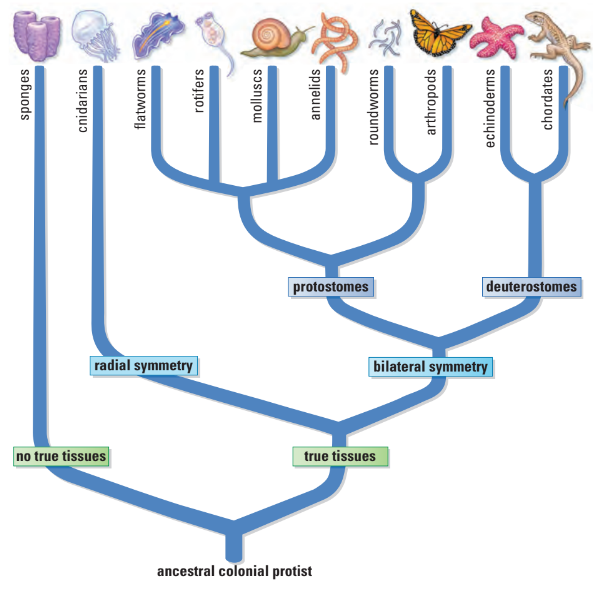 sponges
cnidarians
flatworms
rotifers
molluscs
annelids
roundworms
arthropods
echinoderms
chordates
protostomes
deuterostomes
radial symmetry
bilateral symmetry
no true tissues
true tissues
ancestral colonial protist